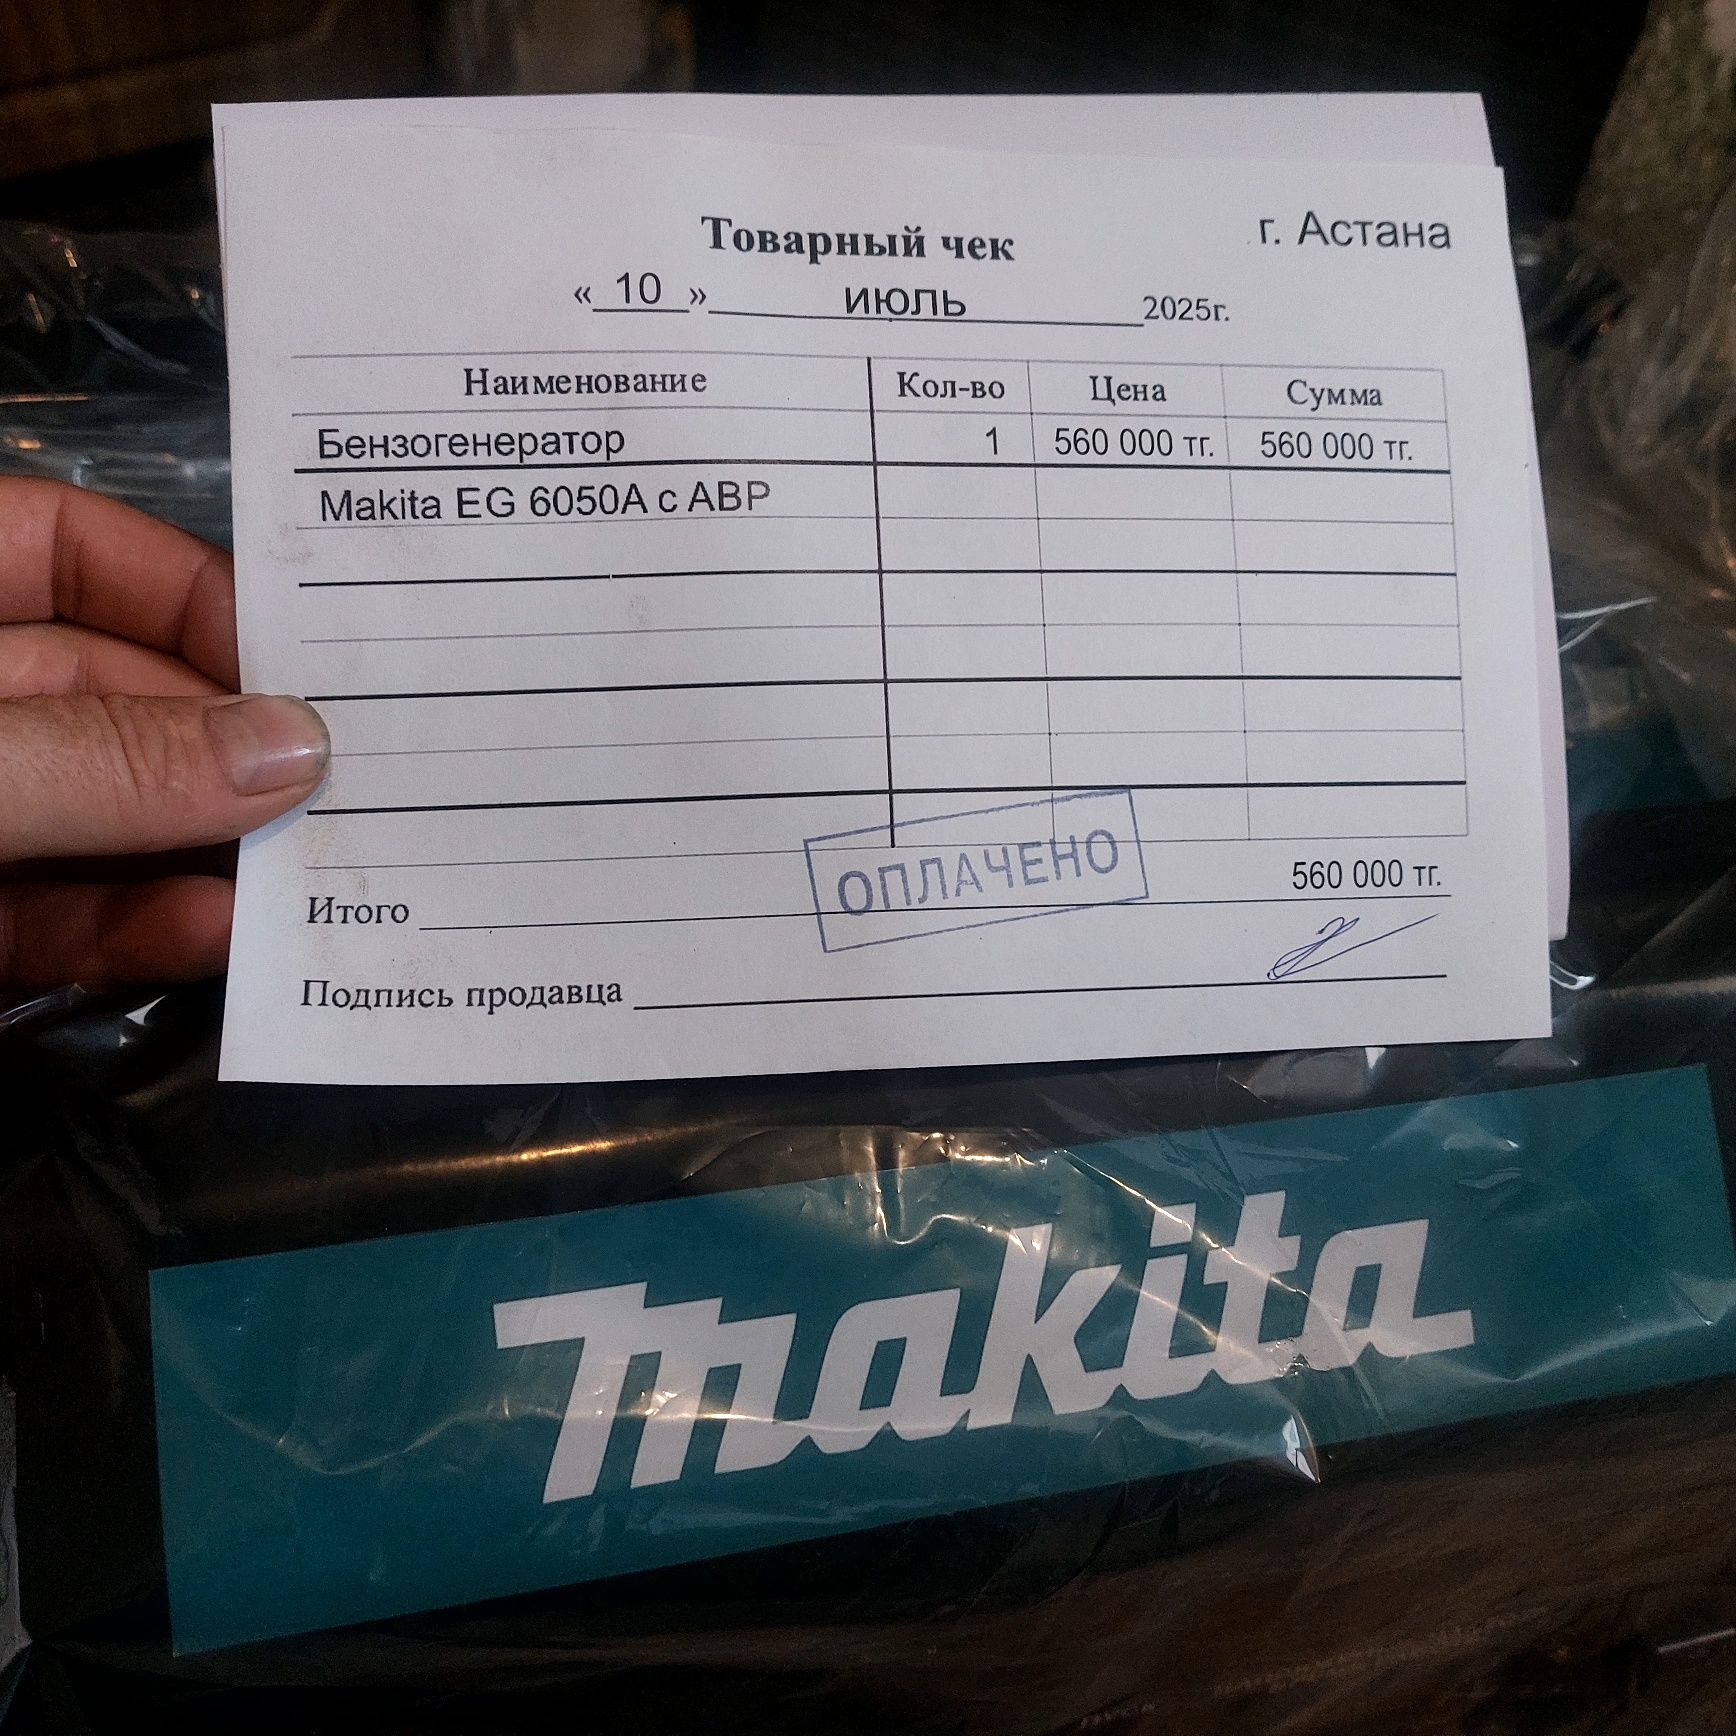 Товарный чек
г. Астана
« 10 » ИЮЛЬ 2025г.
Наименование Кол-во Цена Сумма
Бензогенератор 1 560 000 тг. 560 000 тг.
Makita EG 6050A с АВР
ОПЛАЧЕНО
Итого 560 000 тг.
Подпись продавца
makita